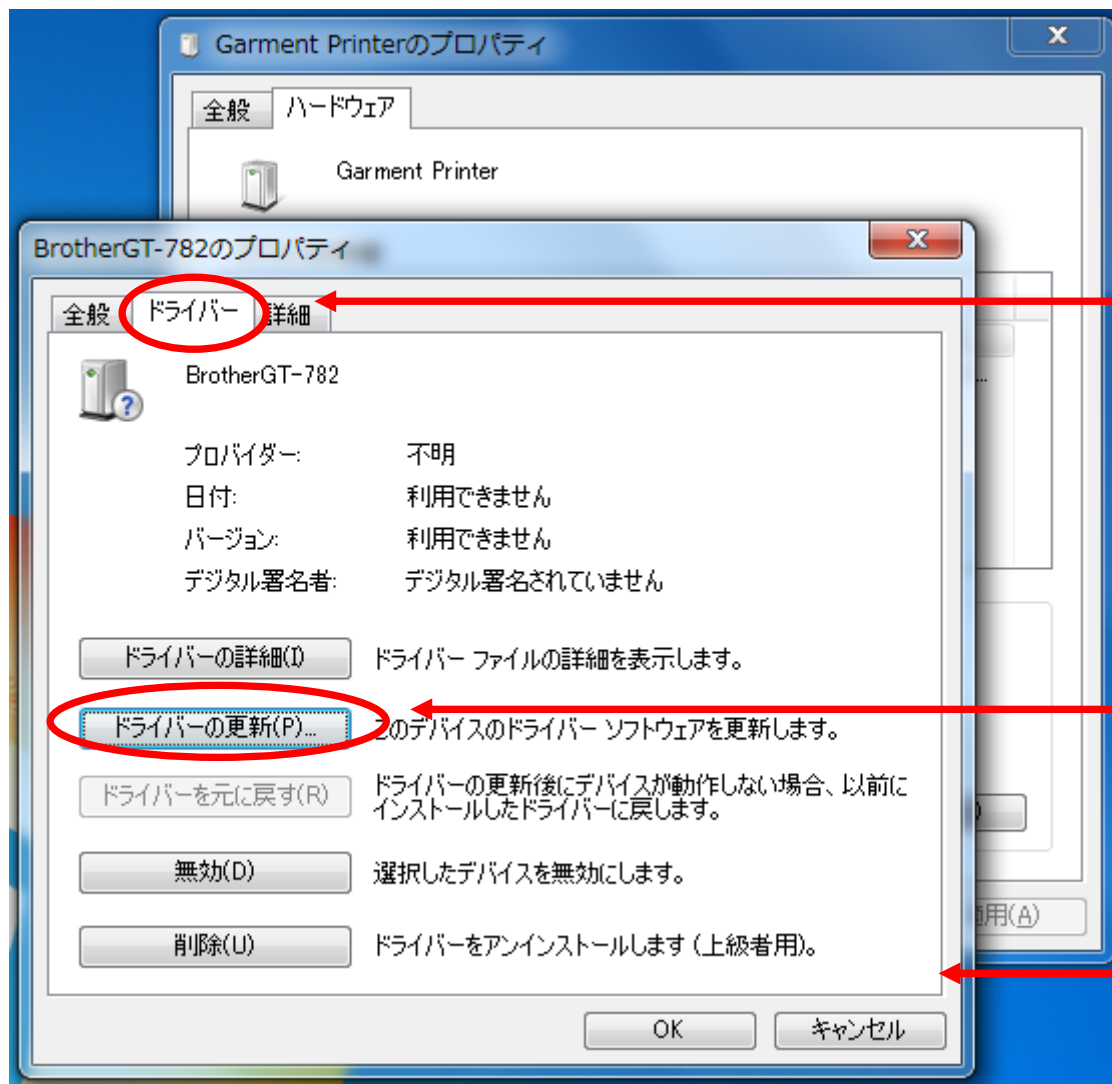 Garment Printerのプロパティ
全般 ハードウェア
Garment Printer
BrotherGT-782のプロパティ
全般 ドライバー 詳細
BrotherGT-782
プロバイダー: 不明
日付: 利用できません
バージョン: 利用できません
デジタル署名者: デジタル署名されていません
ドライバーの詳細(I) ドライバー ファイルの詳細を表示します。
ドライバーの更新(P)... このデバイスのドライバー ソフトウェアを更新します。
ドライバーを元に戻す(R) ドライバーの更新後にデバイスが動作しない場合、以前に
インストールしたドライバーに戻します。
無効(D) 選択したデバイスを無効にします。
削除(U) ドライバーをアンインストールします (上級者用)。
用(A)
OK キャンセル